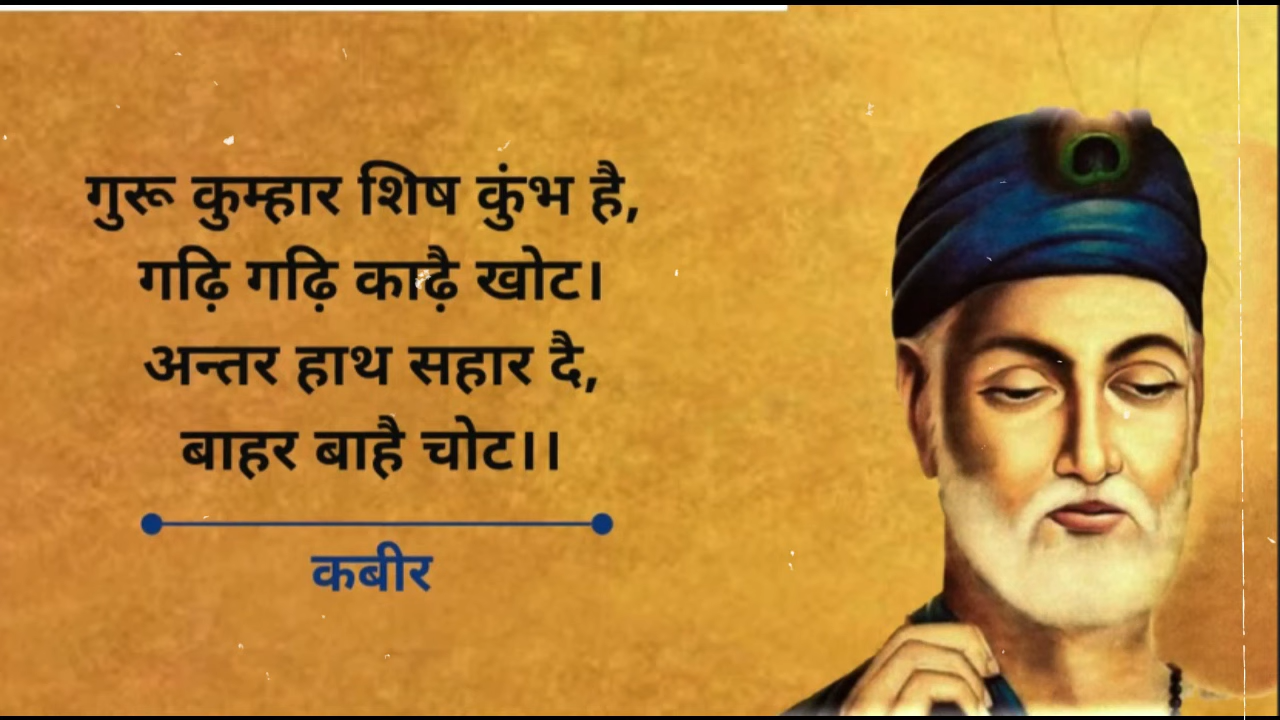 गुरू कुम्हार शिष कुंभ है,
गढ़ि गढ़ि काढ़ै खोट।
अन्तर हाथ सहार दै,
बाहर बाहै चोट।।
कबीर